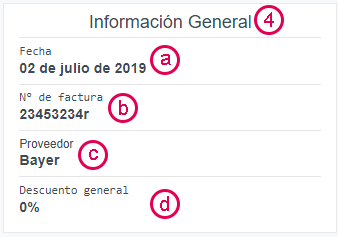 Información General 4
Fecha
02 de julio de 2019 a
Nº de factura
23453234r b
Proveedor
Bayer c
Descuento general
0% d